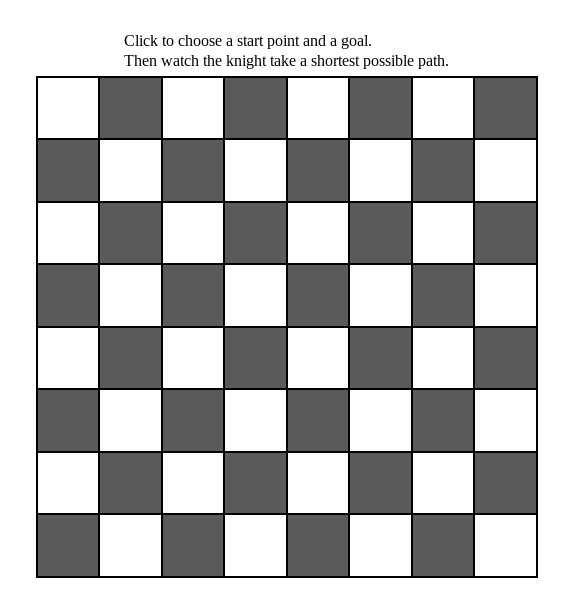 Click to choose a start point and a goal.
Then watch the knight take a shortest possible path.